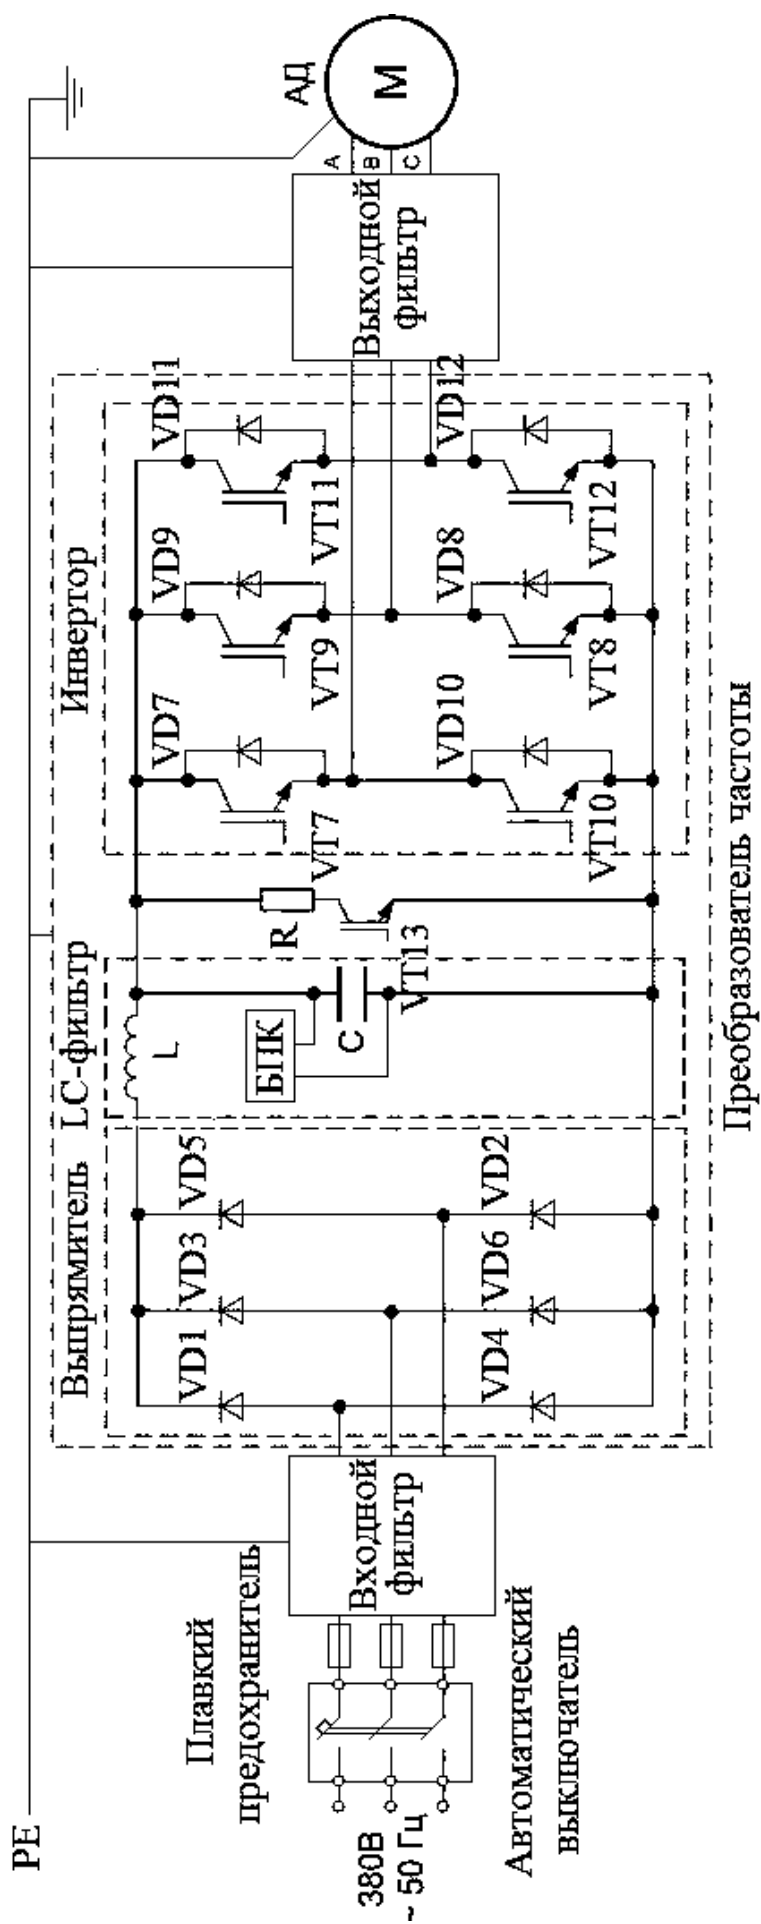 PE
380В
~ 50 Гц
Автоматический
выключатель
Плавкий
предохранитель
Входной
фильтр
Выпрямитель
VD1
VD3
VD5
VD4
VD6
VD2
LC-фильтр
L
БПК
C
R
VT13
Инвертор
VD7
VD9
VD11
VT7
VT9
VT11
VD10
VD8
VD12
VT10
VT8
VT12
Преобразователь частоты
Выходной
фильтр
A
B
C
АД
M